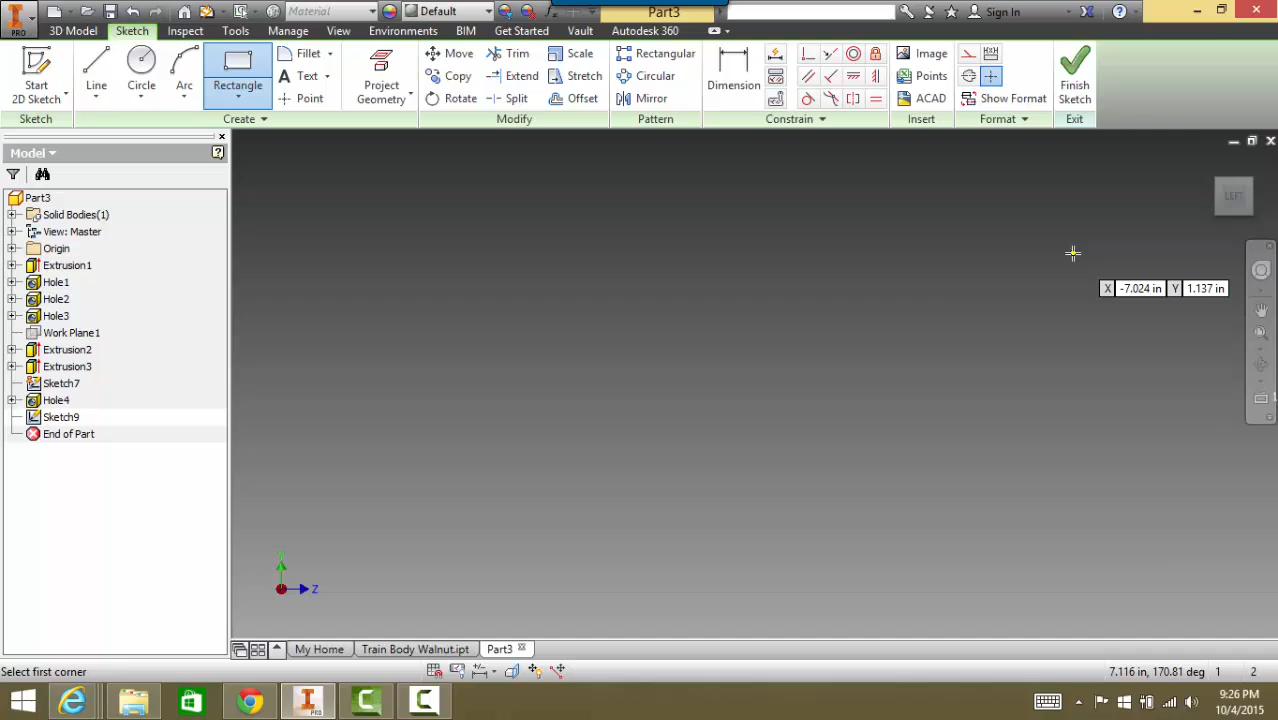 Material
Default
Part3
Sign In
PRO
3D Model Sketch Inspect Tools Manage View Environments BIM Get Started Vault Autodesk 360
Start
2D Sketch
Line
Circle
Arc
Rectangle
Fillet
Text
Point
Project
Geometry
Move
Copy
Rotate
Trim
Extend
Split
Scale
Stretch
Offset
Rectangular
Circular
Mirror
Dimension
Image
Points
ACAD
Show Format
Finish
Sketch
Sketch Create Modify Pattern Constrain Insert Format Exit
Model
Part3
Solid Bodies(1)
View: Master
Origin
Extrusion1
Hole1
Hole2
Hole3
Work Plane1
Extrusion2
Extrusion3
Sketch7
Hole4
Sketch9
End of Part
LEFT
X -7.024 in Y 1.137 in
Z
My Home Train Body Walnut.ipt Part3
Select first corner
7.116 in, 170.81 deg 1 2
PRO
9:26 PM
10/4/2015